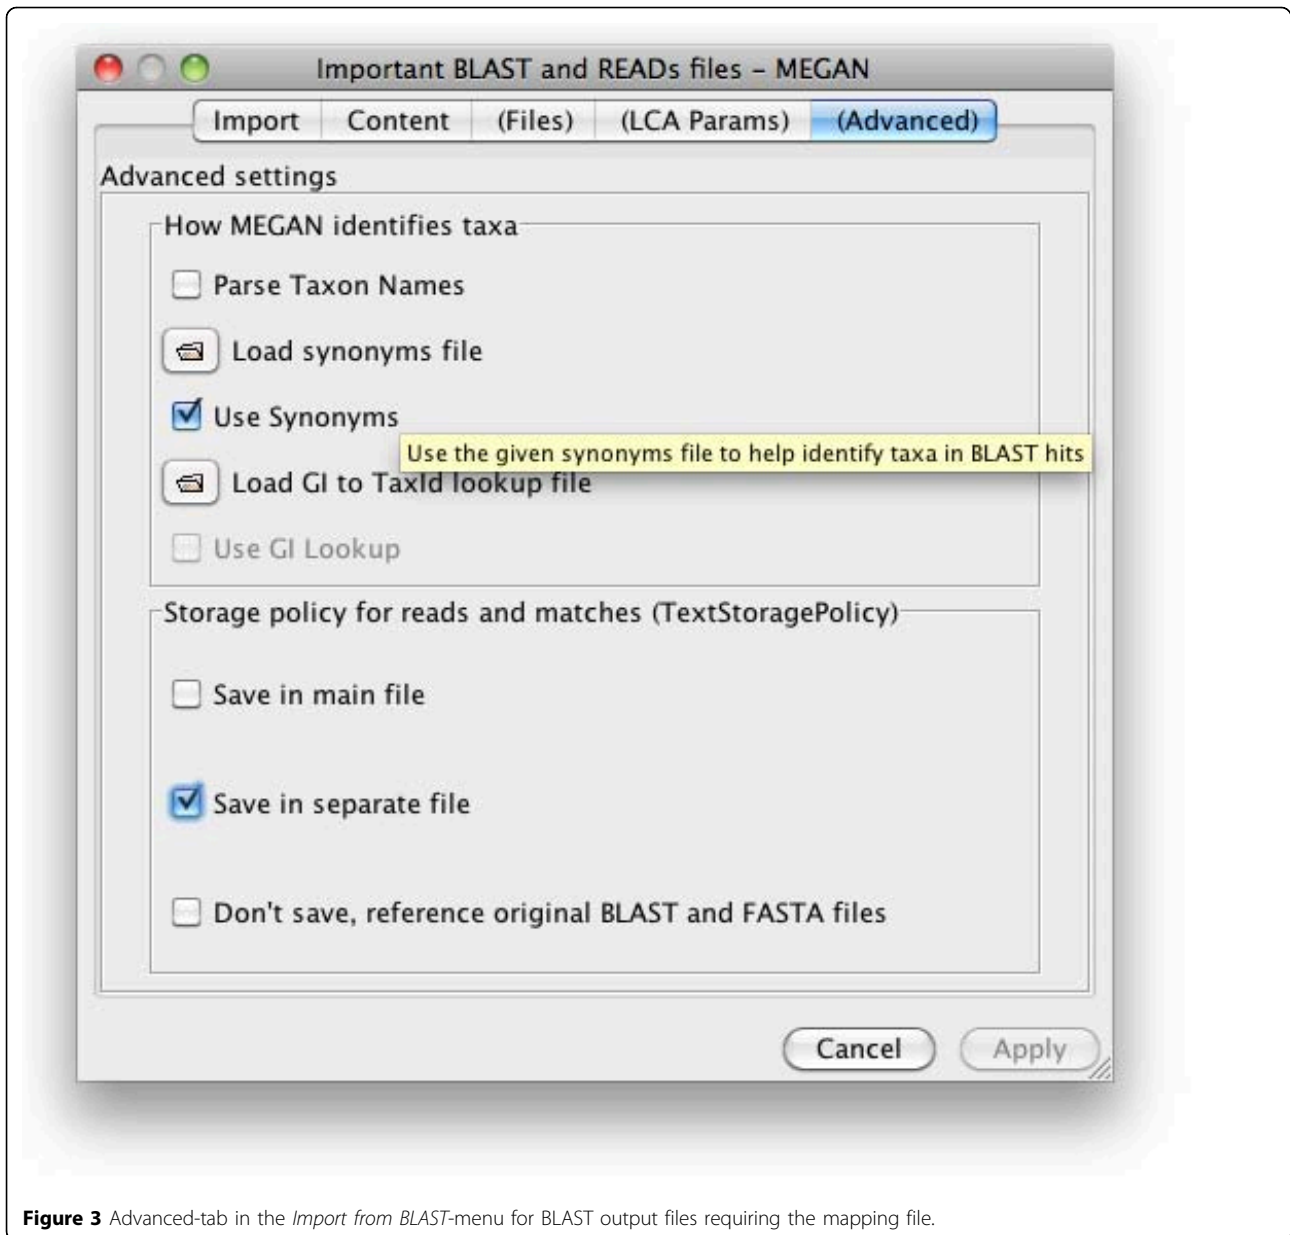 Important BLAST and READs files – MEGAN
Import Content (Files) (LCA Params) (Advanced)
Advanced settings
How MEGAN identifies taxa
Parse Taxon Names
Load synonyms file
Use Synonyms
Use the given synonyms file to help identify taxa in BLAST hits
Load GI to TaxId lookup file
Use GI Lookup
Storage policy for reads and matches (TextStoragePolicy)
Save in main file
Save in separate file
Don't save, reference original BLAST and FASTA files
Cancel Apply
Figure 3 Advanced-tab in the Import from BLAST-menu for BLAST output files requiring the mapping file.